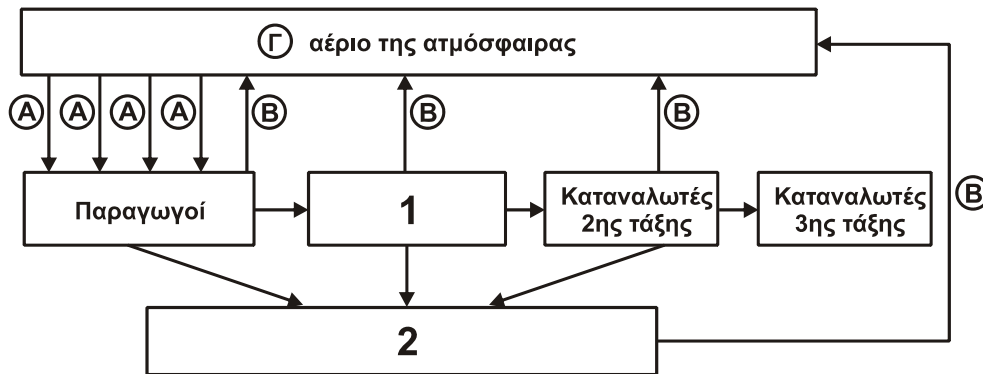 Γ αέριο της ατμόσφαιρας
Α Α Α Α Β Β Β Β
Παραγωγοί
1
Καταναλωτές
2ης τάξης
Καταναλωτές
3ης τάξης
2